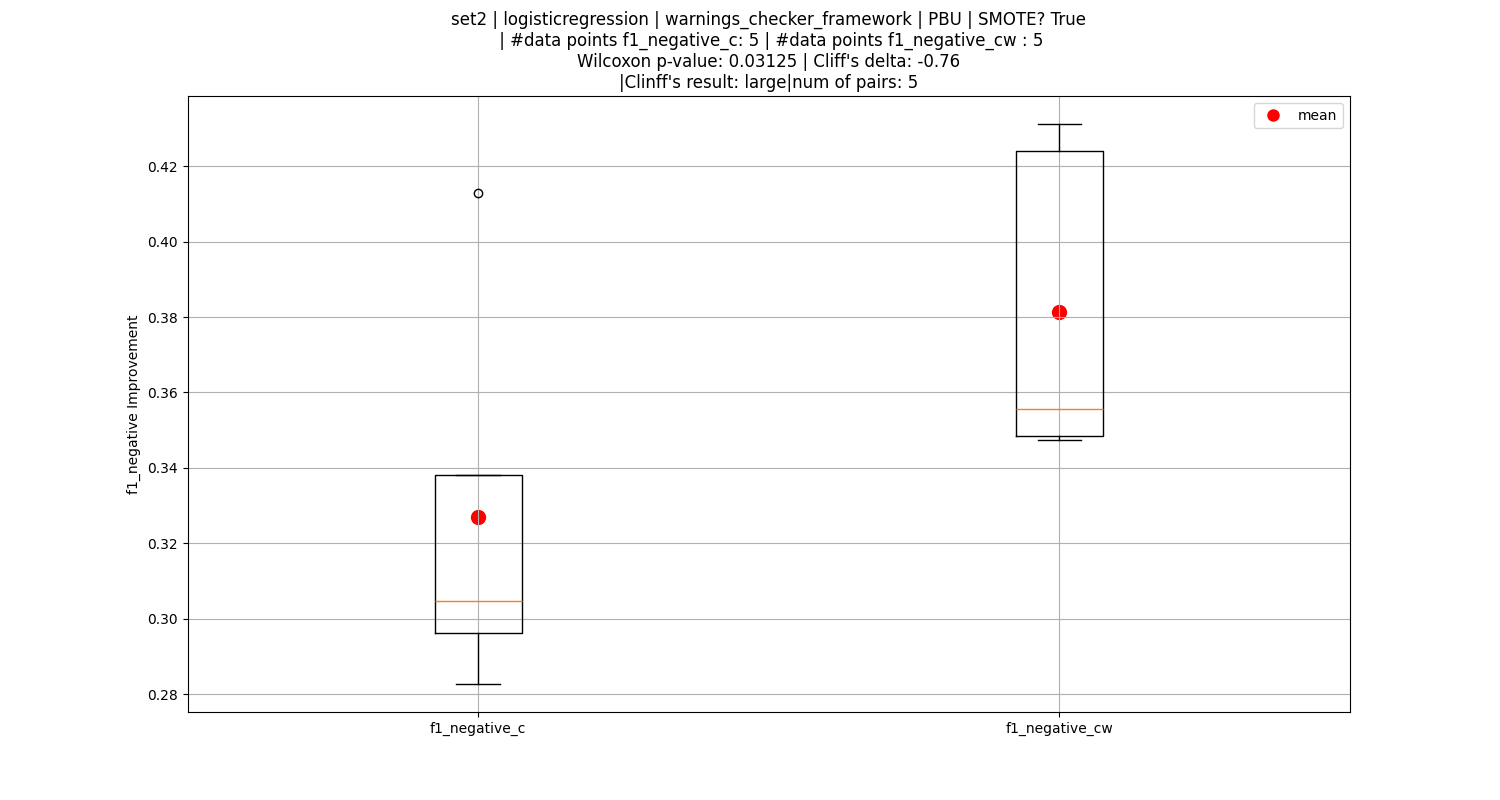 set2 | logisticregression | warnings_checker_framework | PBU | SMOTE? True
| #data points f1_negative_c: 5 | #data points f1_negative_cw : 5
Wilcoxon p-value: 0.03125 | Cliff's delta: -0.76
|Clinff's result: large|num of pairs: 5
mean
0.42
0.40
0.38
0.36
0.34
0.32
0.30
0.28
f1_negative Improvement
f1_negative_c
f1_negative_cw